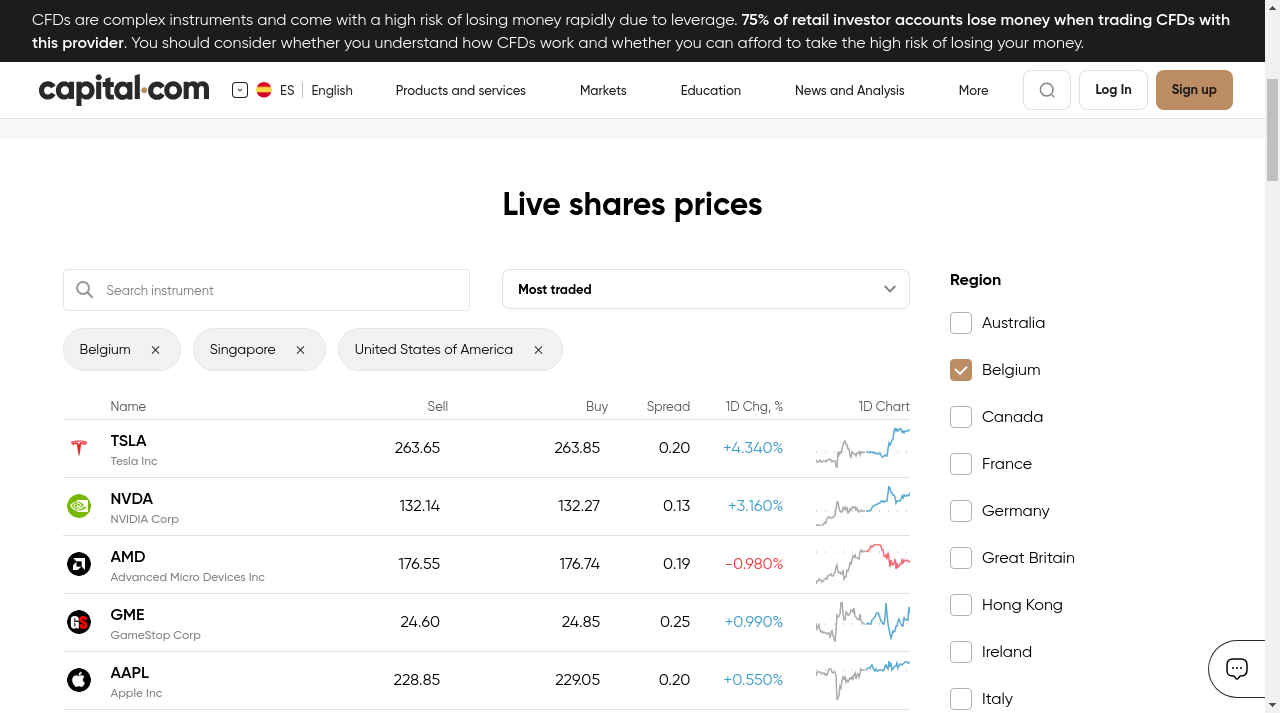 CFDs are complex instruments and come with a high risk of losing money rapidly due to leverage. 75% of retail investor accounts lose money when trading CFDs with
this provider. You should consider whether you understand how CFDs work and whether you can afford to take the high risk of losing your money.
capital.com ES English Products and services Markets Education News and Analysis More Log In Sign up
Live shares prices
Search instrument
Most traded
Belgium × Singapore × United States of America ×
Name Sell Buy Spread 1D Chg, % 1D Chart
TSLA
Tesla Inc
263.65 263.85 0.20 +4.340%
NVDA
NVIDIA Corp
132.14 132.27 0.13 +3.160%
AMD
Advanced Micro Devices Inc
176.55 176.74 0.19 -0.980%
GS
GME
GameStop Corp
24.60 24.85 0.25 +0.990%
AAPL
Apple Inc
228.85 229.05 0.20 +0.550%
Region
Australia
Belgium
Canada
France
Germany
Great Britain
Hong Kong
Ireland
Italy